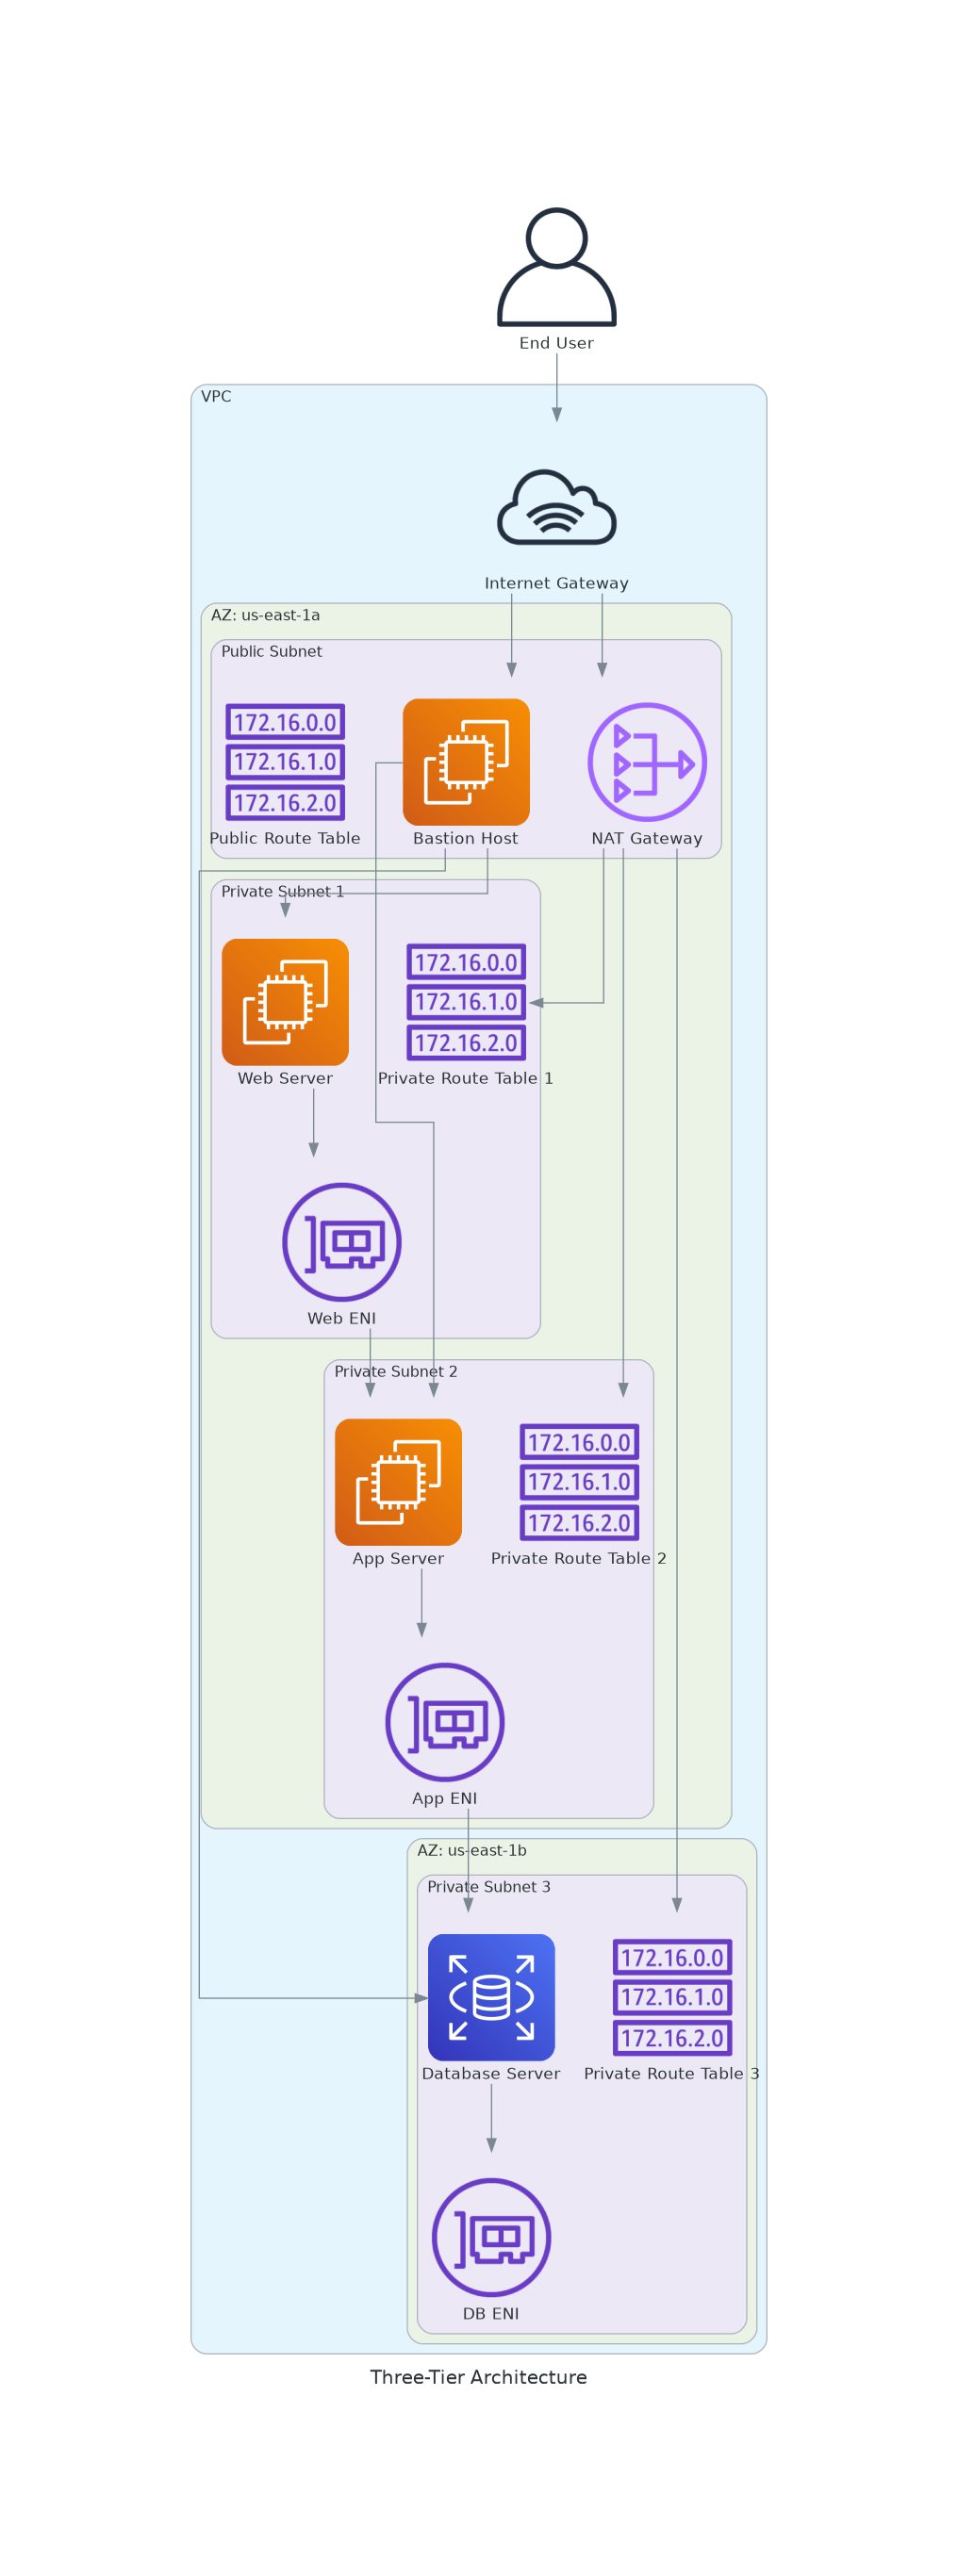 End User
VPC
Internet Gateway
AZ: us-east-1a
Public Subnet
172.16.0.0
172.16.1.0
172.16.2.0
Public Route Table
Bastion Host
NAT Gateway
Private Subnet 1
Web Server
172.16.0.0
172.16.1.0
172.16.2.0
Private Route Table 1
Web ENI
Private Subnet 2
App Server
172.16.0.0
172.16.1.0
172.16.2.0
Private Route Table 2
App ENI
AZ: us-east-1b
Private Subnet 3
Database Server
172.16.0.0
172.16.1.0
172.16.2.0
Private Route Table 3
DB ENI
Three-Tier Architecture